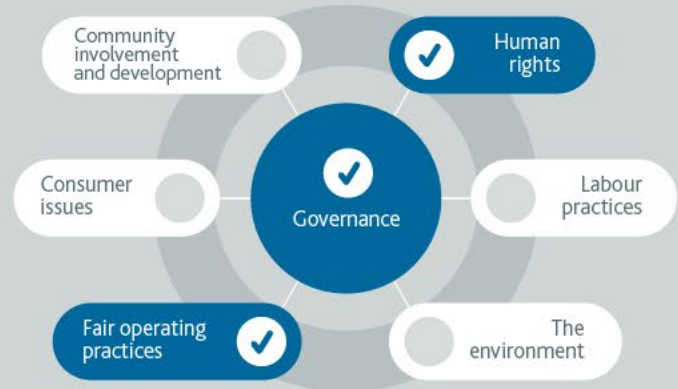 Community
involvement
and development
Human
rights
Consumer
issues
Governance
Labour
practices
Fair operating
practices
The
environment